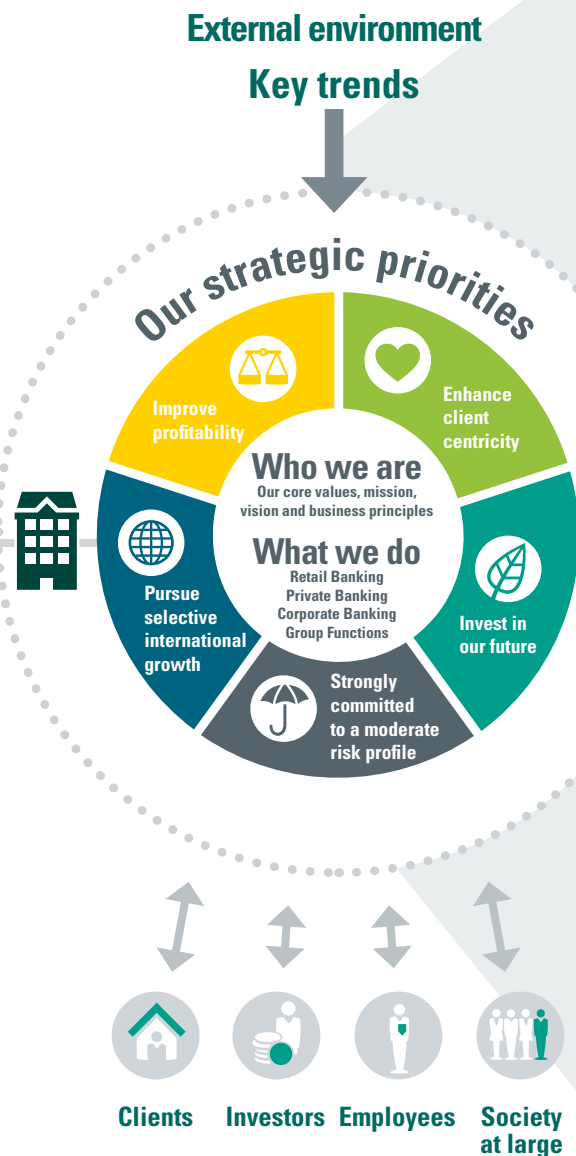 External environment
Key trends
Our strategic priorities
Improve
profitability
Enhance
client
centricity
Who we are
Our core values, mission,
vision and business principles
What we do
Retail Banking
Private Banking
Corporate Banking
Group Functions
Pursue
selective
international
growth
Invest in
our future
Strongly
committed
to a moderate
risk profile
Clients
Investors
Employees
Society
at large